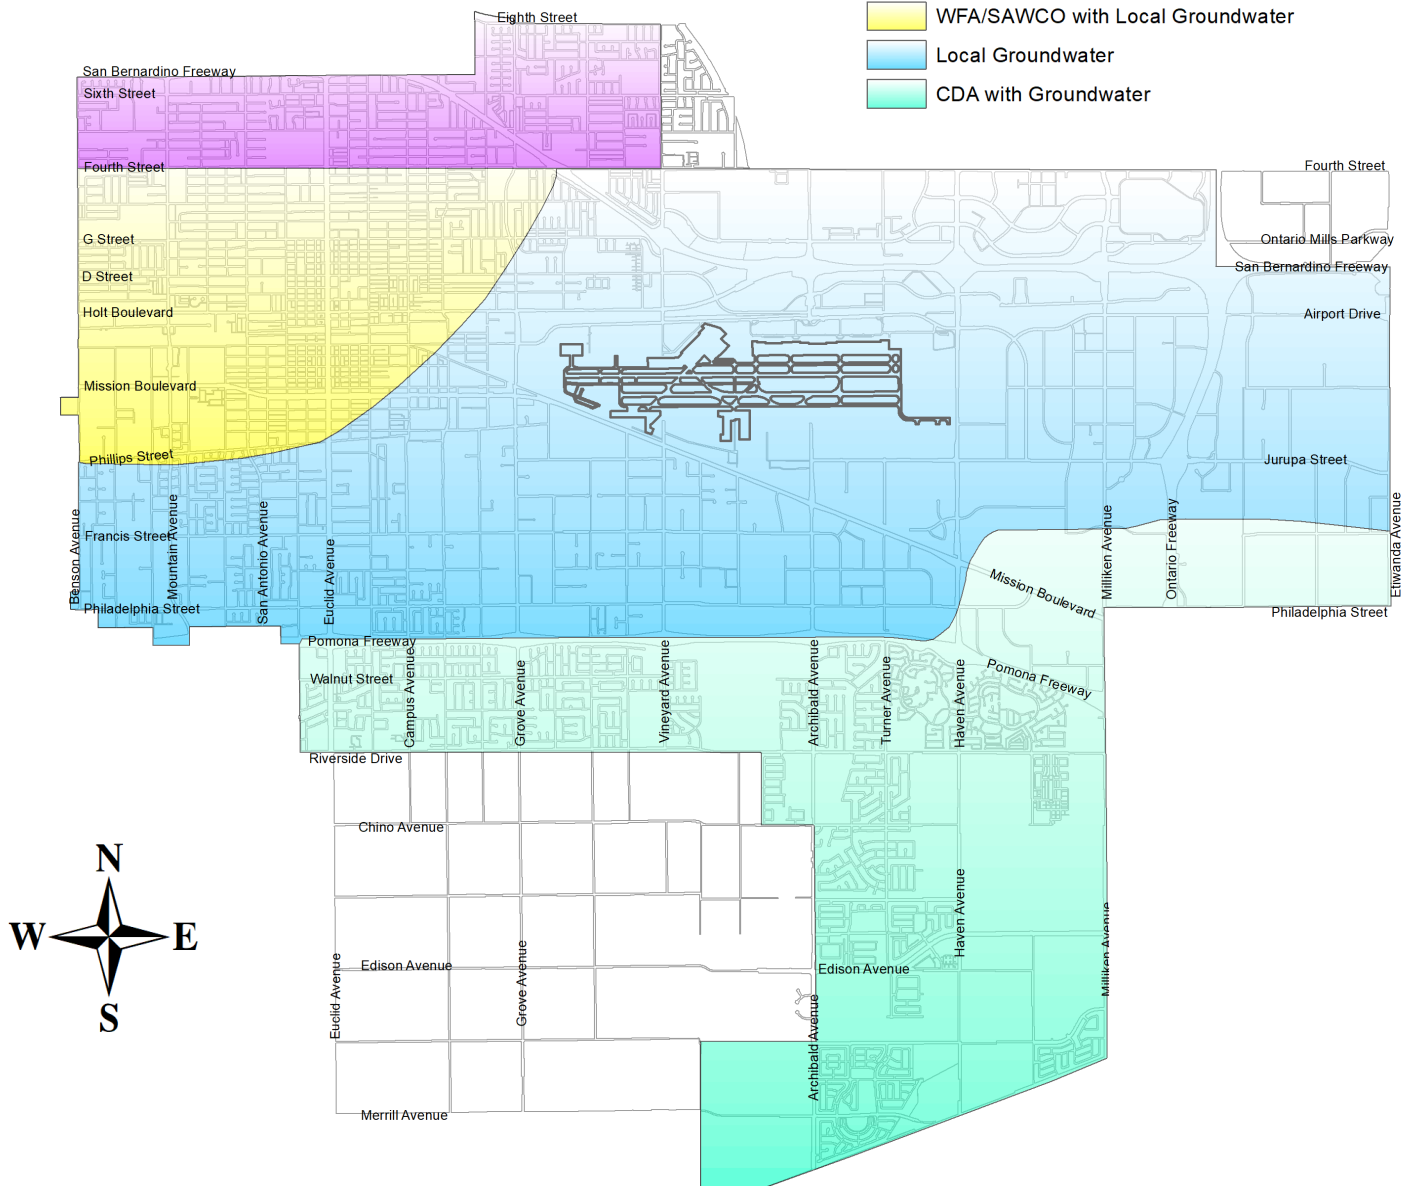 Eighth Street
WFA/SAWCO with Local Groundwater
Local Groundwater
CDA with Groundwater
San Bernardino Freeway
Sixth Street
Fourth Street
Fourth Street
G Street
Ontario Mills Parkway
San Bernardino Freeway
D Street
Holt Boulevard
Airport Drive
Mission Boulevard
Phillips Street
Jurupa Street
Benson Avenue
Mountain Avenue
San Antonio Avenue
Euclid Avenue
Francis Street
Milliken Avenue
Ontario Freeway
Etiwanda Avenue
Mission Boulevard
Philadelphia Street
Philadelphia Street
Pomona Freeway
Walnut Street
Campus Avenue
Grove Avenue
Vineyard Avenue
Archibald Avenue
Turner Avenue
Haven Avenue
Pomona Freeway
Riverside Drive
Chino Avenue
N
W
E
S
Haven Avenue
Milliken Avenue
Edison Avenue
Edison Avenue
Euclid Avenue
Grove Avenue
Archibald Avenue
Merrill Avenue